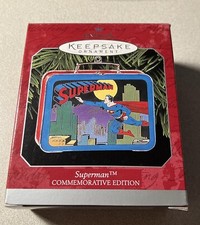 KEEPSAKE
ORNAMENT
SUPERMAN
Superman™
COMMEMORATIVE EDITION